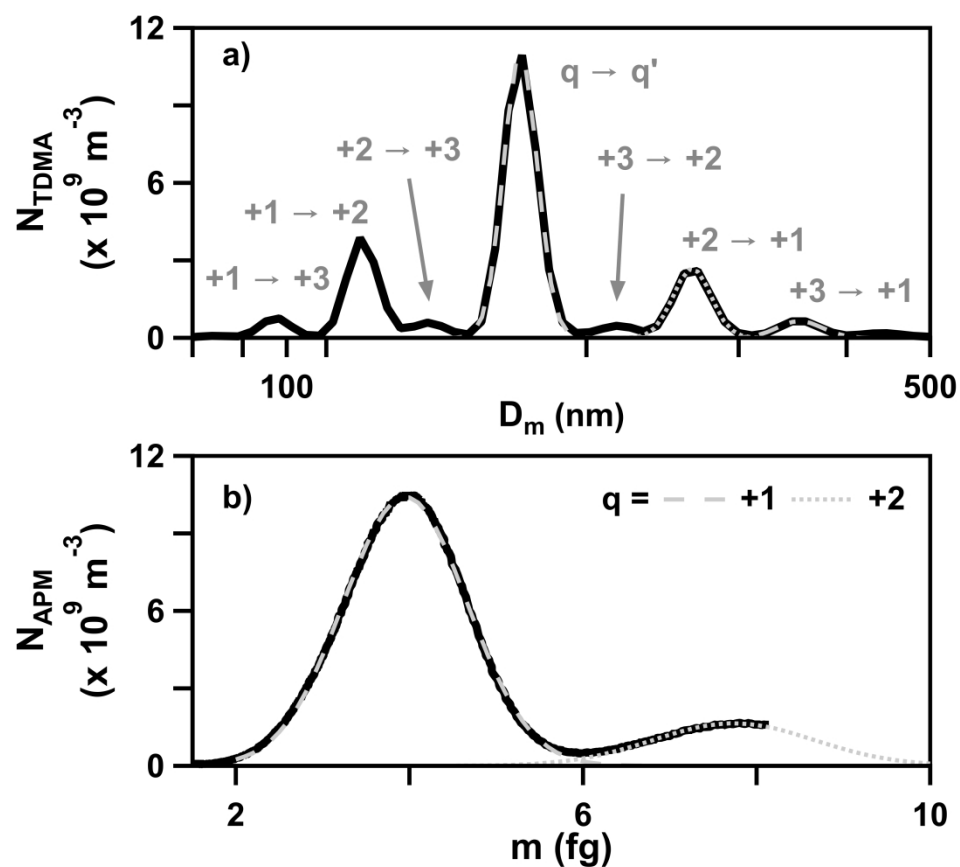 12
a)
q → q'
+2 → +3
+3 → +2
N_TDMA
(x 10^9 m^-3)
6
+1 → +2
+2 → +1
+1 → +3
+3 → +1
0
100
500
D_m (nm)
12
b)
q = +1 +2
N_APM
(x 10^9 m^-3)
6
0
2
6
10
m (fg)